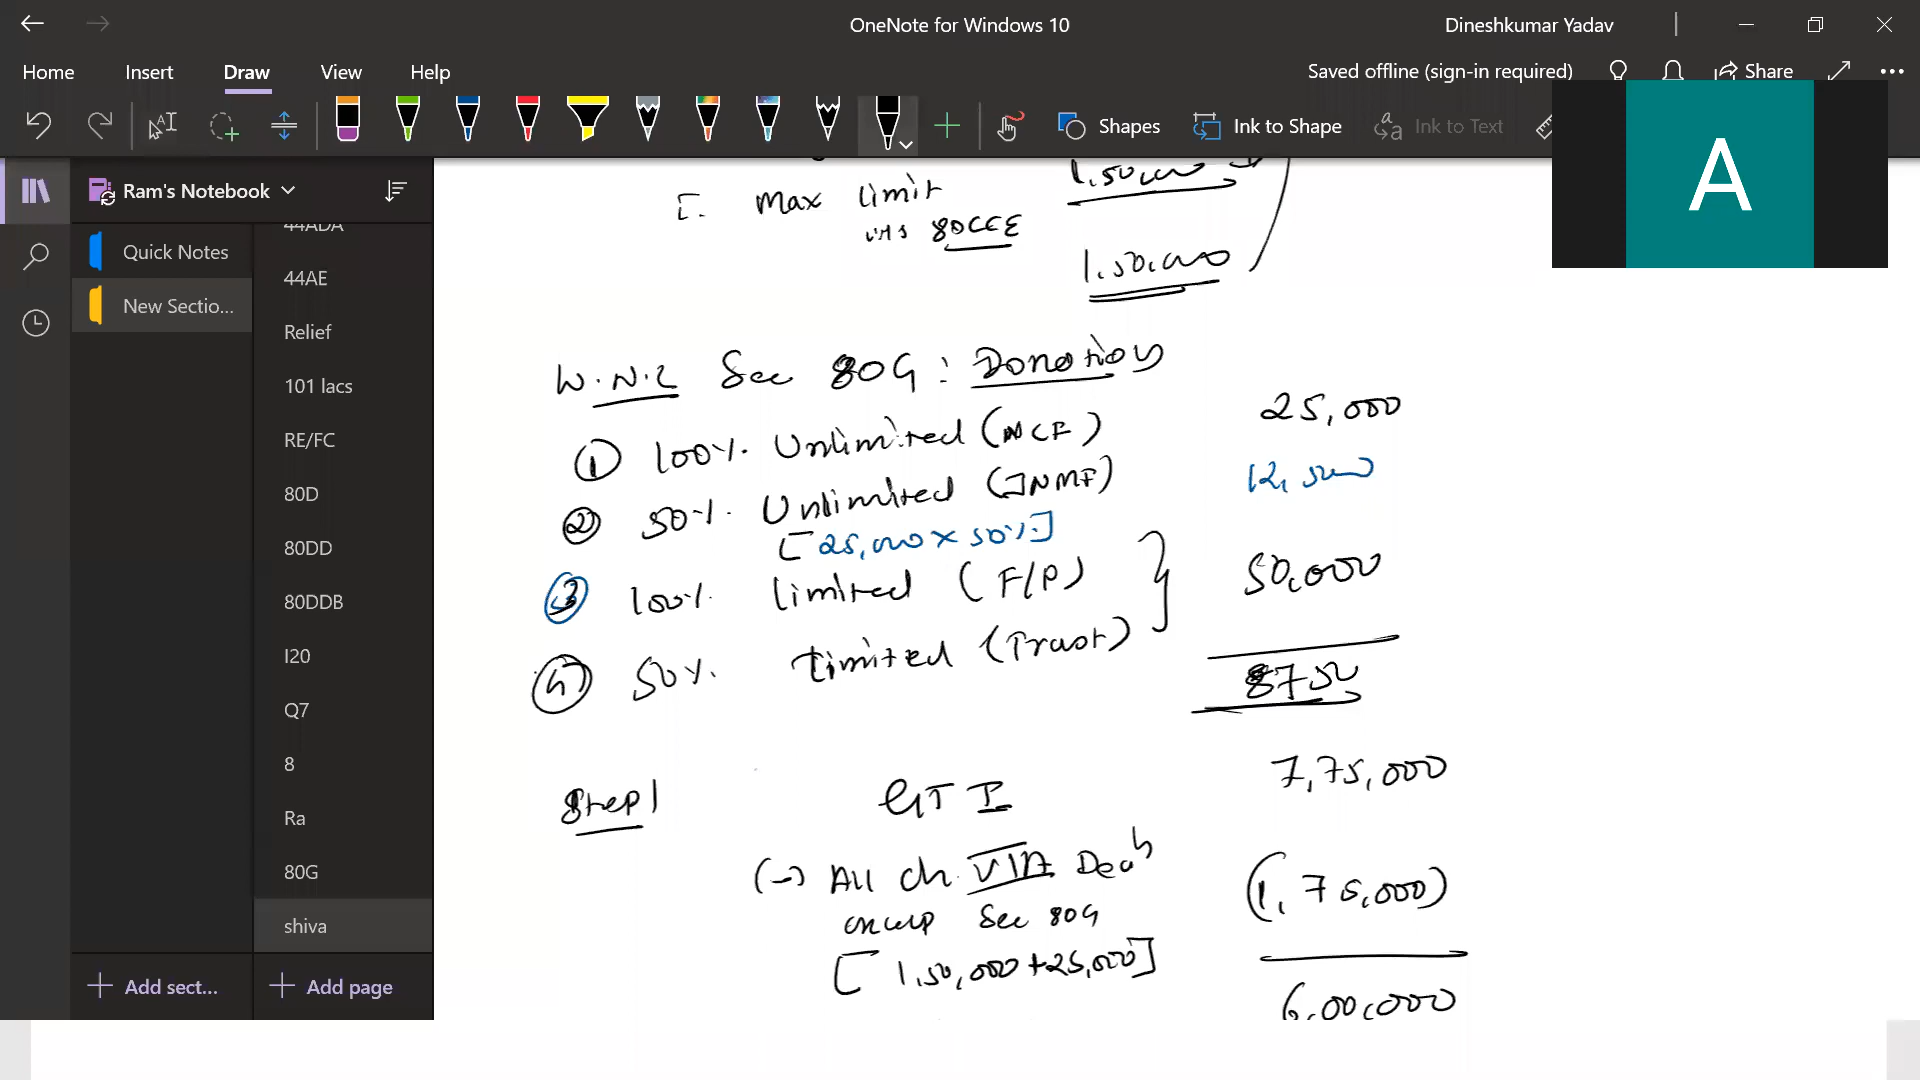 OneNote for Windows 10
Dineshkumar Yadav
Home Insert Draw View Help
Saved offline (sign-in required)
Share
Shapes
Ink to Shape
Ink to Text
A
Ram's Notebook
Quick Notes
New Sectio...
44ADA
44AE
Relief
101 lacs
RE/FC
80D
80DD
80DDB
I20
Q7
8
Ra
80G
shiva
Add sect...
Add page
1,50,000
Max limit
u/s 80CCE
1,50,000
W.N.2 Sec 80G : Donation
① 100% Unlimited (NCF) 25,000
② 50% Unlimited (JNMF) 12,500
[25,000 x 50%]
③ 100% limited (F/P)
50,000
④ 50% limited (Trust)
8750
Step 1 GTI 7,75,000
(-) All ch. VIA Dedn (1,75,000)
except Sec 80G
[1,50,000 + 25,000]
6,00,000